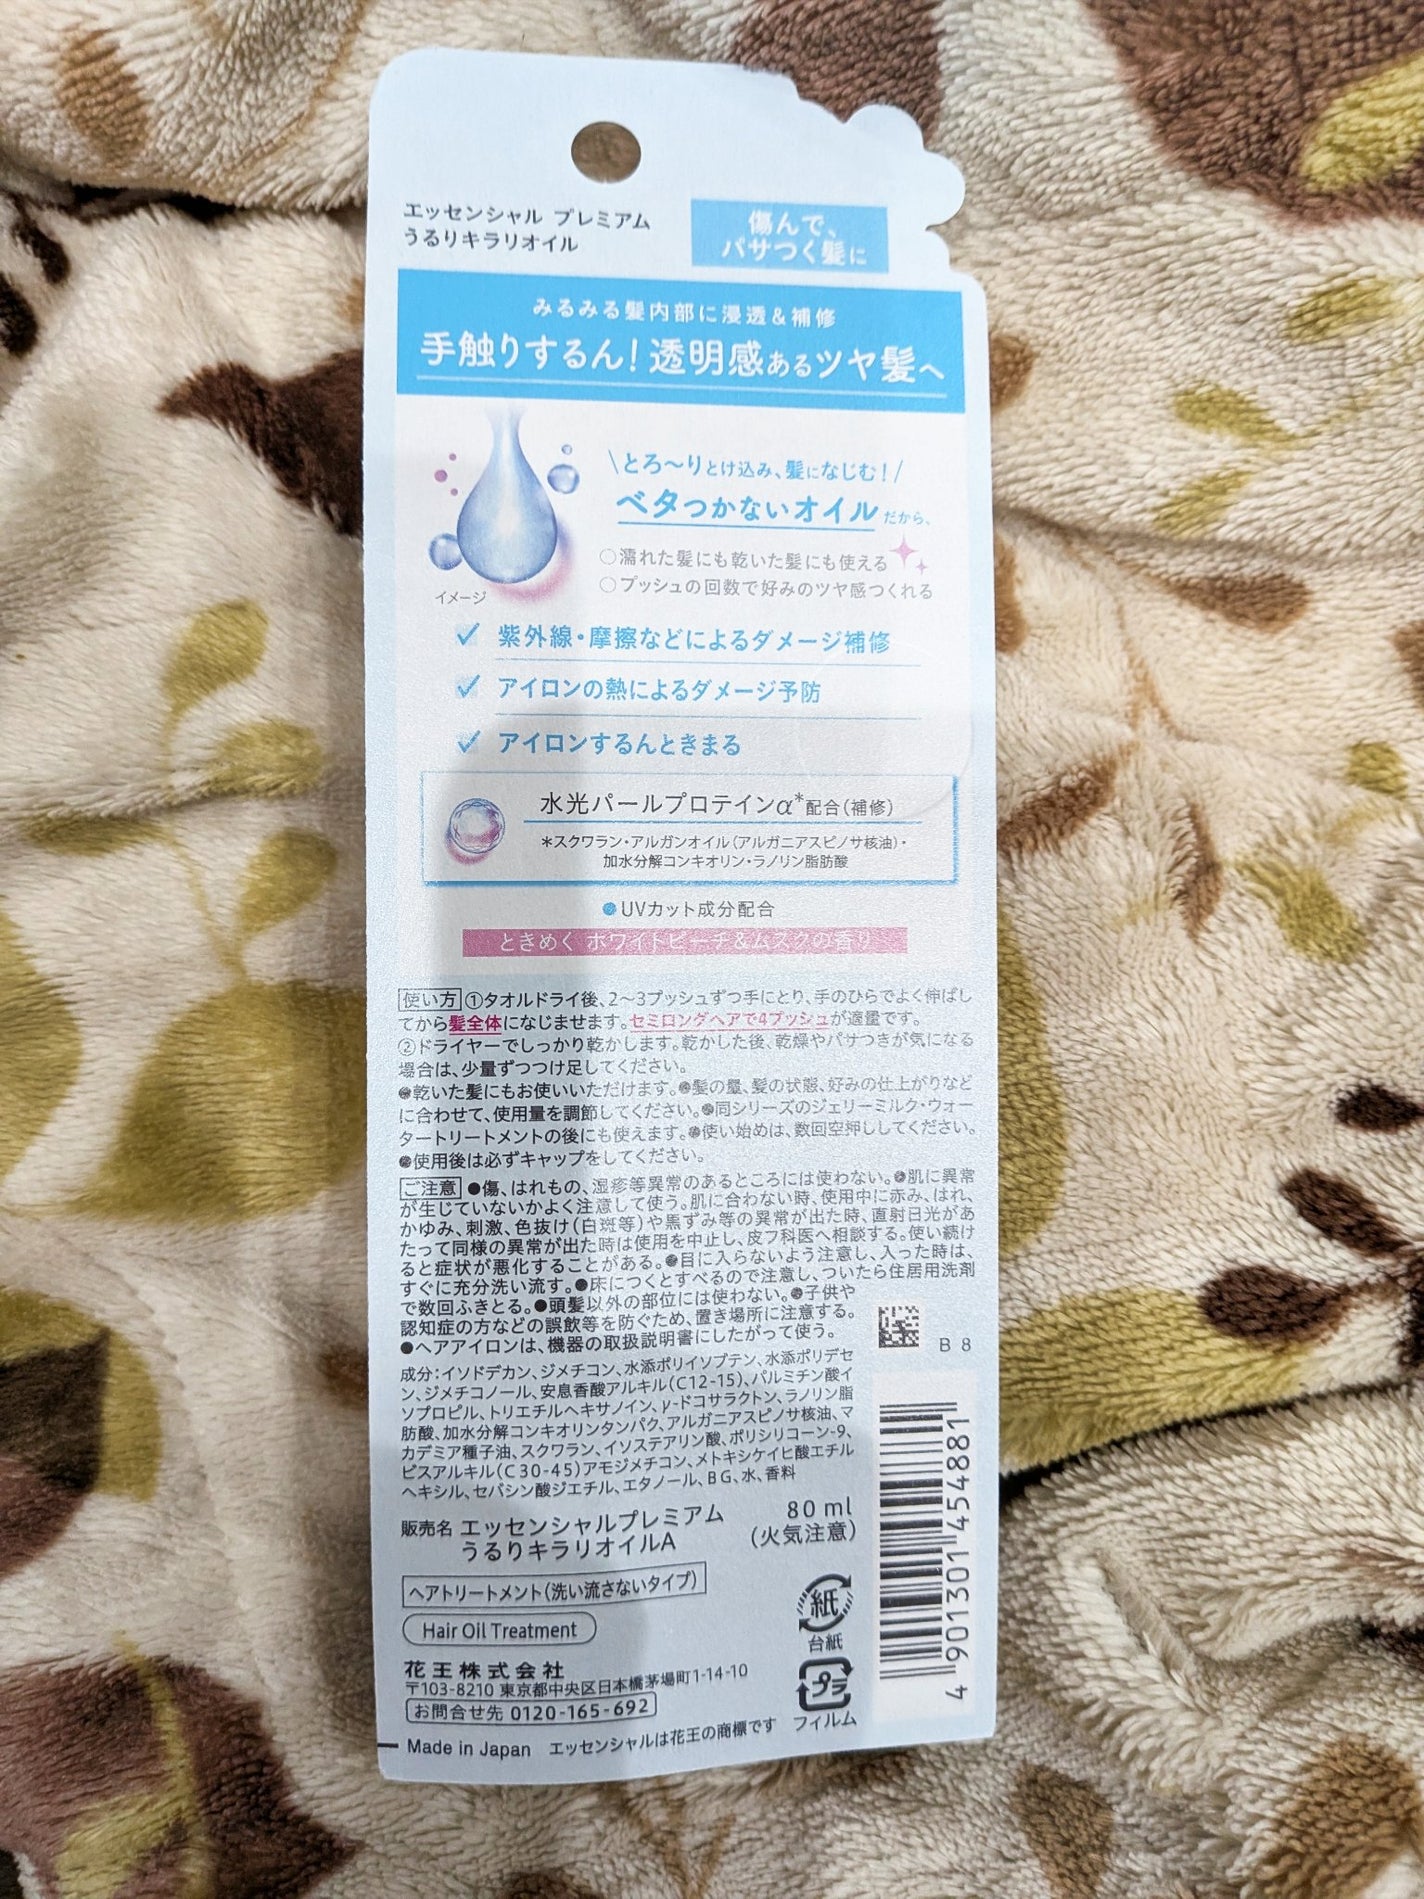 エッセンシャル プレミアム
うるりキラリオイル
傷んで、
パサつく髪に
みるみる髪内部に浸透＆補修
手触りするん！透明感あるツヤ髪へ
\とろ〜りとけ込み、髪になじむ！/
ベタつかないオイルだから、
○濡れた髪にも乾いた髪にも使える
○プッシュの回数で好みのツヤ感つくれる
イメージ
✓ 紫外線・摩擦などによるダメージ補修
✓ アイロンの熱によるダメージ予防
✓ アイロンするんときまる
水光パールプロテインα*配合（補修）
*スクワラン・アルガンオイル（アルガニアスピノサ核油）・
加水分解コンキオリン・ラノリン脂肪酸
●UVカット成分配合
ときめく ホワイトピーチ＆ムスクの香り
使い方 ①タオルドライ後、2〜3プッシュずつ手にとり、手のひらでよく伸ばし
てから髪全体になじませます。セミロングヘアで4プッシュが適量です。
②ドライヤーでしっかり乾かします。乾かした後、乾燥やパサつきが気になる
場合は、少量ずつつけ足してください。
●乾いた髪にもお使いいただけます。●髪の量、髪の状態、好みの仕上がりなど
に合わせて、使用量を調節してください。●同シリーズのジェリーミルク・ウォー
タートリートメントの後にも使えます。●使い始めは、数回空押ししてください。
●使用後は必ずキャップをしてください。
ご注意 ●傷、はれもの、湿疹等異常のあるところには使わない。●肌に異常
が生じていないかよく注意して使う。肌に合わない時、使用中に赤み、はれ、
かゆみ、刺激、色抜け（白斑等）や黒ずみ等の異常が出た時、直射日光があ
たって同様の異常が出た時は使用を中止し、皮フ科医へ相談する。使い続け
ると症状が悪化することがある。●目に入らないよう注意し、入った時は、
すぐに充分洗い流す。●床につくとすべるので注意し、ついたら住居用洗剤
で数回ふきとる。●頭髪以外の部位には使わない。●子供や
認知症の方などの誤飲等を防ぐため、置き場所に注意する。
●ヘアアイロンは、機器の取扱説明書にしたがって使う。
B 8
成分：イソドデカン、ジメチコン、水添ポリイソブテン、水添ポリデセ
ン、ジメチコノール、安息香酸アルキル（C12-15）、パルミチン酸イ
ソプロピル、トリエチルヘキサノイン、γ-ドコサラクトン、ラノリン脂
肪酸、加水分解コンキオリンタンパク、アルガニアスピノサ核油、マ
カデミア種子油、スクワラン、イソステアリン酸、ポリシリコーン-9、
ビスアルキル（C30-45）アモジメチコン、メトキシケイヒ酸エチル
ヘキシル、セバシン酸ジエチル、エタノール、BG、水、香料
販売名 エッセンシャルプレミアム
うるりキラリオイルA
80 ml
（火気注意）
ヘアトリートメント（洗い流さないタイプ）
Hair Oil Treatment
紙
台紙
プラ
フィルム
花王株式会社
〒103-8210 東京都中央区日本橋茅場町1-14-10
お問合せ先 0120-165-692
Made in Japan エッセンシャルは花王の商標です
4 901301 454881